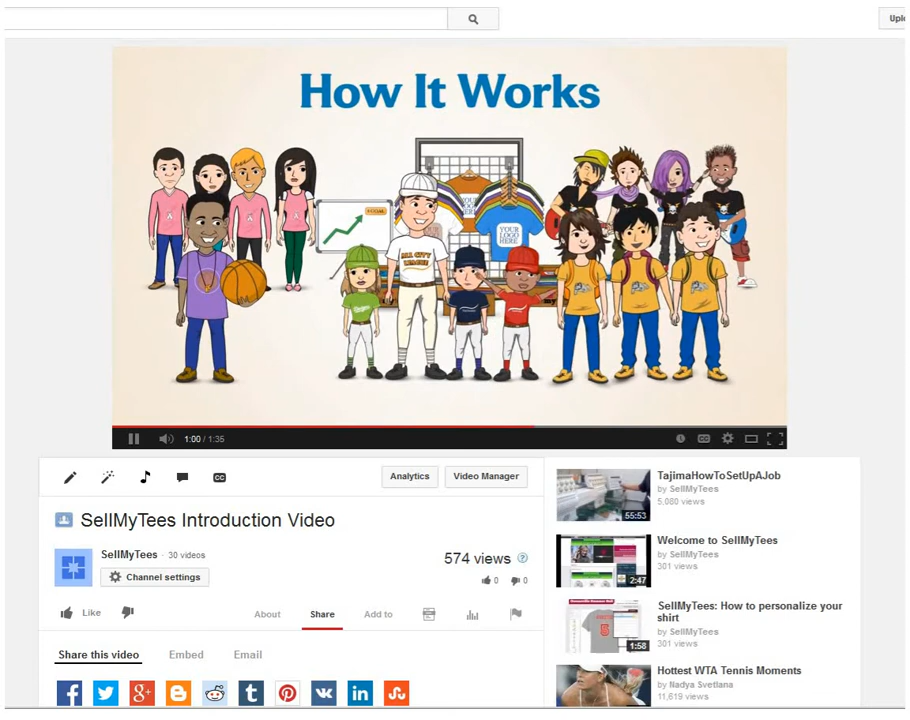 Uplo
How It Works
YOUR
LOGO
HERE
ALL CITY
LEAGUE
YOUR
LOGO
HERE
1:00 / 1:35
CC
CC
Analytics
Video Manager
SellMyTees Introduction Video
SellMyTees · 30 videos
Channel settings
574 views ?
0 0
Like
About
Share
Add to
Share this video
Embed
Email
TajimaHowToSetUpAJob
by SellMyTees
5,080 views
55:53
Welcome to SellMyTees
by SellMyTees
301 views
2:47
SellMyTees: How to personalize your
shirt
by SellMyTees
301 views
1:58
Hottest WTA Tennis Moments
by Nadya Svetlana
11,619 views